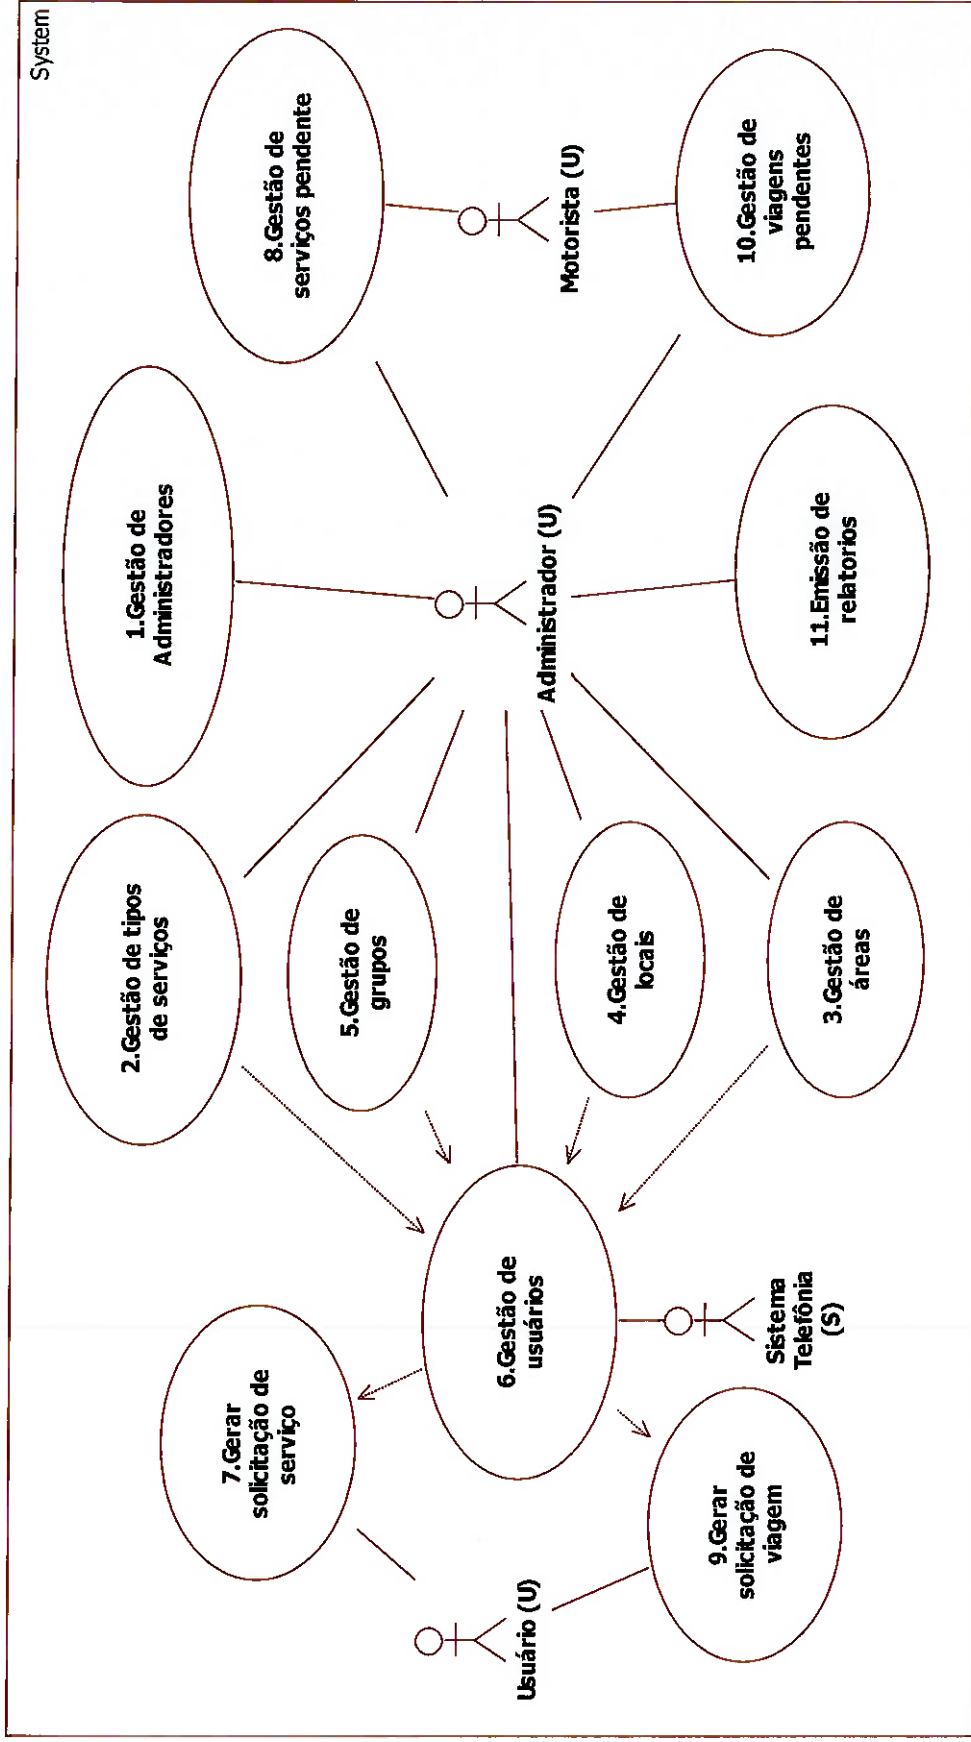 System
7.Gerar
solicitação de
serviço
2.Gestão de tipos
de serviços
1.Gestão de
Administradores
8.Gestão de
serviços pendente
5.Gestão de
grupos
Usuário (U)
6.Gestão de
usuários
Administrador (U)
Motorista (U)
4.Gestão de
locais
9.Gerar
solicitação de
viagem
Sistema
Telefônia
(S)
3.Gestão de
áreas
11.Emissão de
relatorios
10.Gestão de
viagens
pendentes